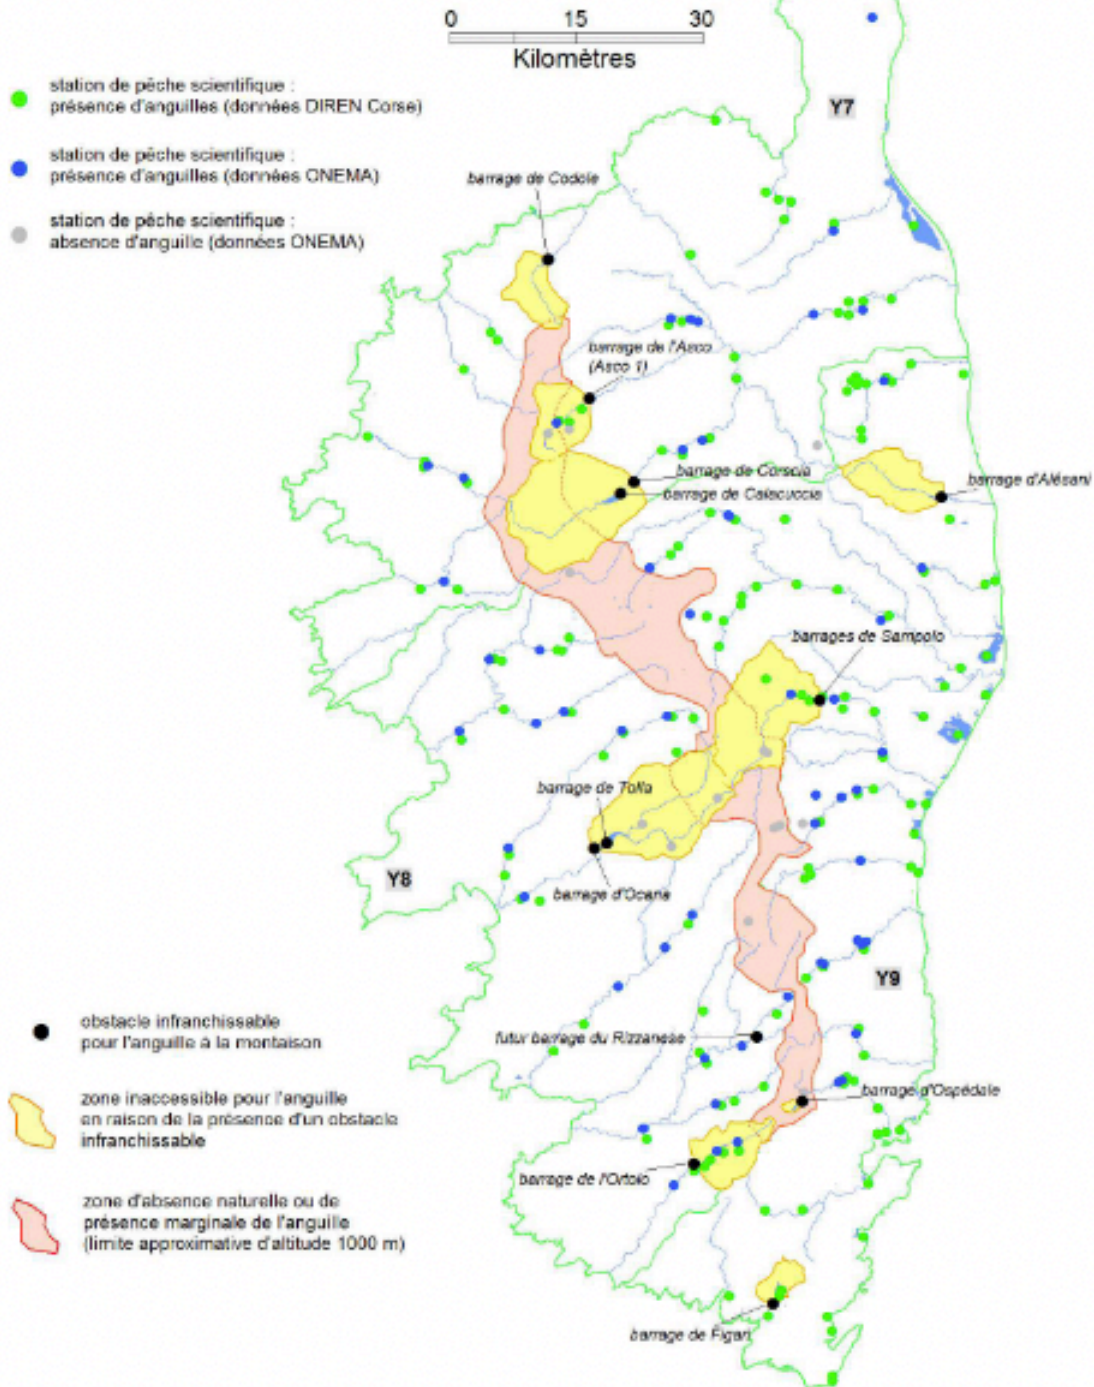 0 15 30
Kilomètres
station de pêche scientifique :
présence d'anguilles (données DIREN Corse)
station de pêche scientifique :
présence d'anguilles (données ONEMA)
station de pêche scientifique :
absence d'anguille (données ONEMA)
Y7
barrage de Codole
barrage de l'Asco
(Asco 1)
barrage de Corscia
barrage de Calacuccia
barrage d'Alésani
barrages de Sampolo
barrage de Tolla
Y8
barrage d'Ocana
Y9
obstacle infranchissable
pour l'anguille à la montaison
futur barrage du Rizzanese
zone inaccessible pour l'anguille
en raison de la présence d'un obstacle
infranchissable
barrage d'Ospédale
barrage de l'Ortolo
zone d'absence naturelle ou de
présence marginale de l'anguille
(limite approximative d'altitude 1000 m)
barrage de Figari